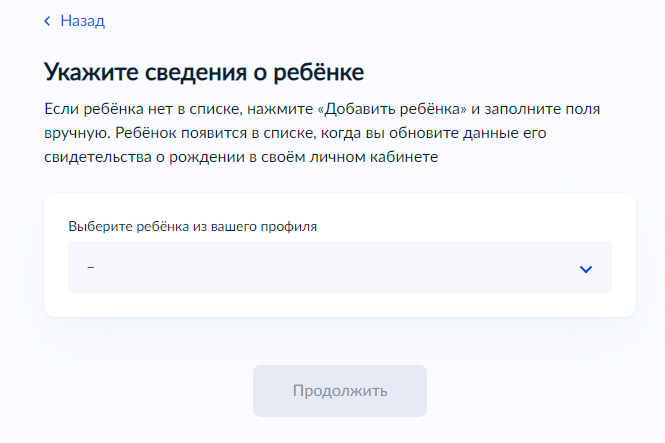 Назад
Укажите сведения о ребёнке
Если ребёнка нет в списке, нажмите «Добавить ребёнка» и заполните поля
вручную. Ребёнок появится в списке, когда вы обновите данные его
свидетельства о рождении в своём личном кабинете
Выберите ребёнка из вашего профиля
–
Продолжить